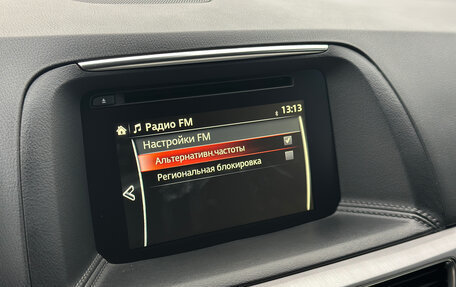 13:13
Радио FM
Настройки FM
Альтернативн.частоты
Региональная блокировка